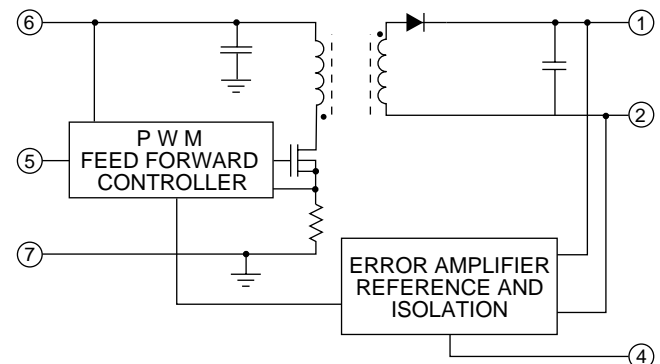 6
1
2
P W M
FEED FORWARD
CONTROLLER
5
7
ERROR AMPLIFIER
REFERENCE AND
ISOLATION
4